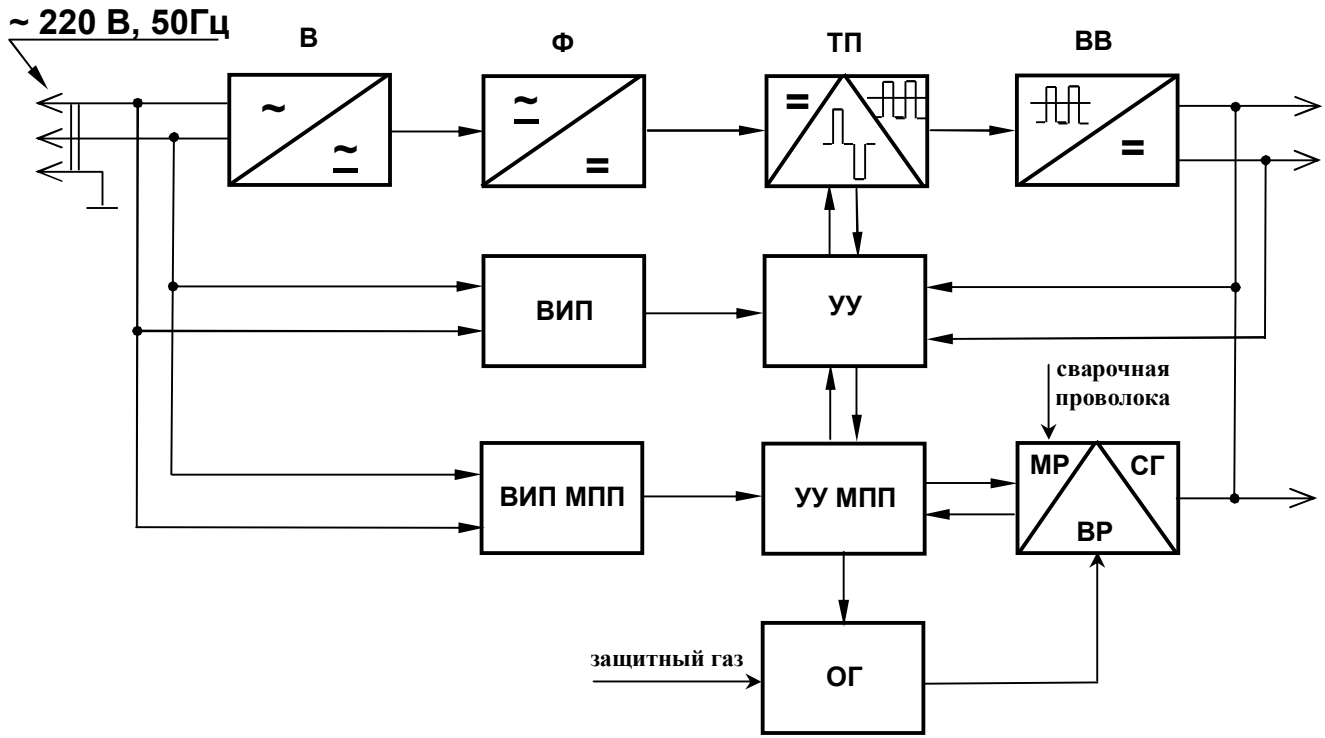 ~ 220 В, 50Гц
В
Ф
ТП
ВВ
~
≃
≃
=
=
=
ВИП
УУ
сварочная
проволока
ВИП МПП
УУ МПП
МР
СГ
ВР
защитный газ
ОГ